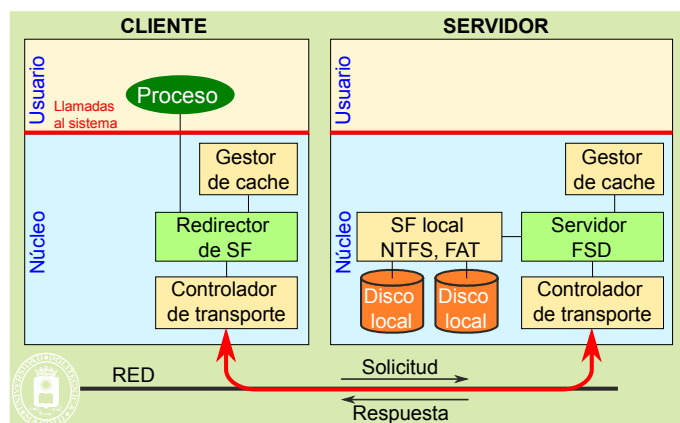 CLIENTE
SERVIDOR
Usuario
Llamadas
al sistema
Proceso
Usuario
Núcleo
Gestor
de cache
Redirector
de SF
Controlador
de transporte
Núcleo
Gestor
de cache
SF local
NTFS, FAT
Servidor
FSD
Disco
local
Disco
local
Controlador
de transporte
RED
Solicitud
Respuesta